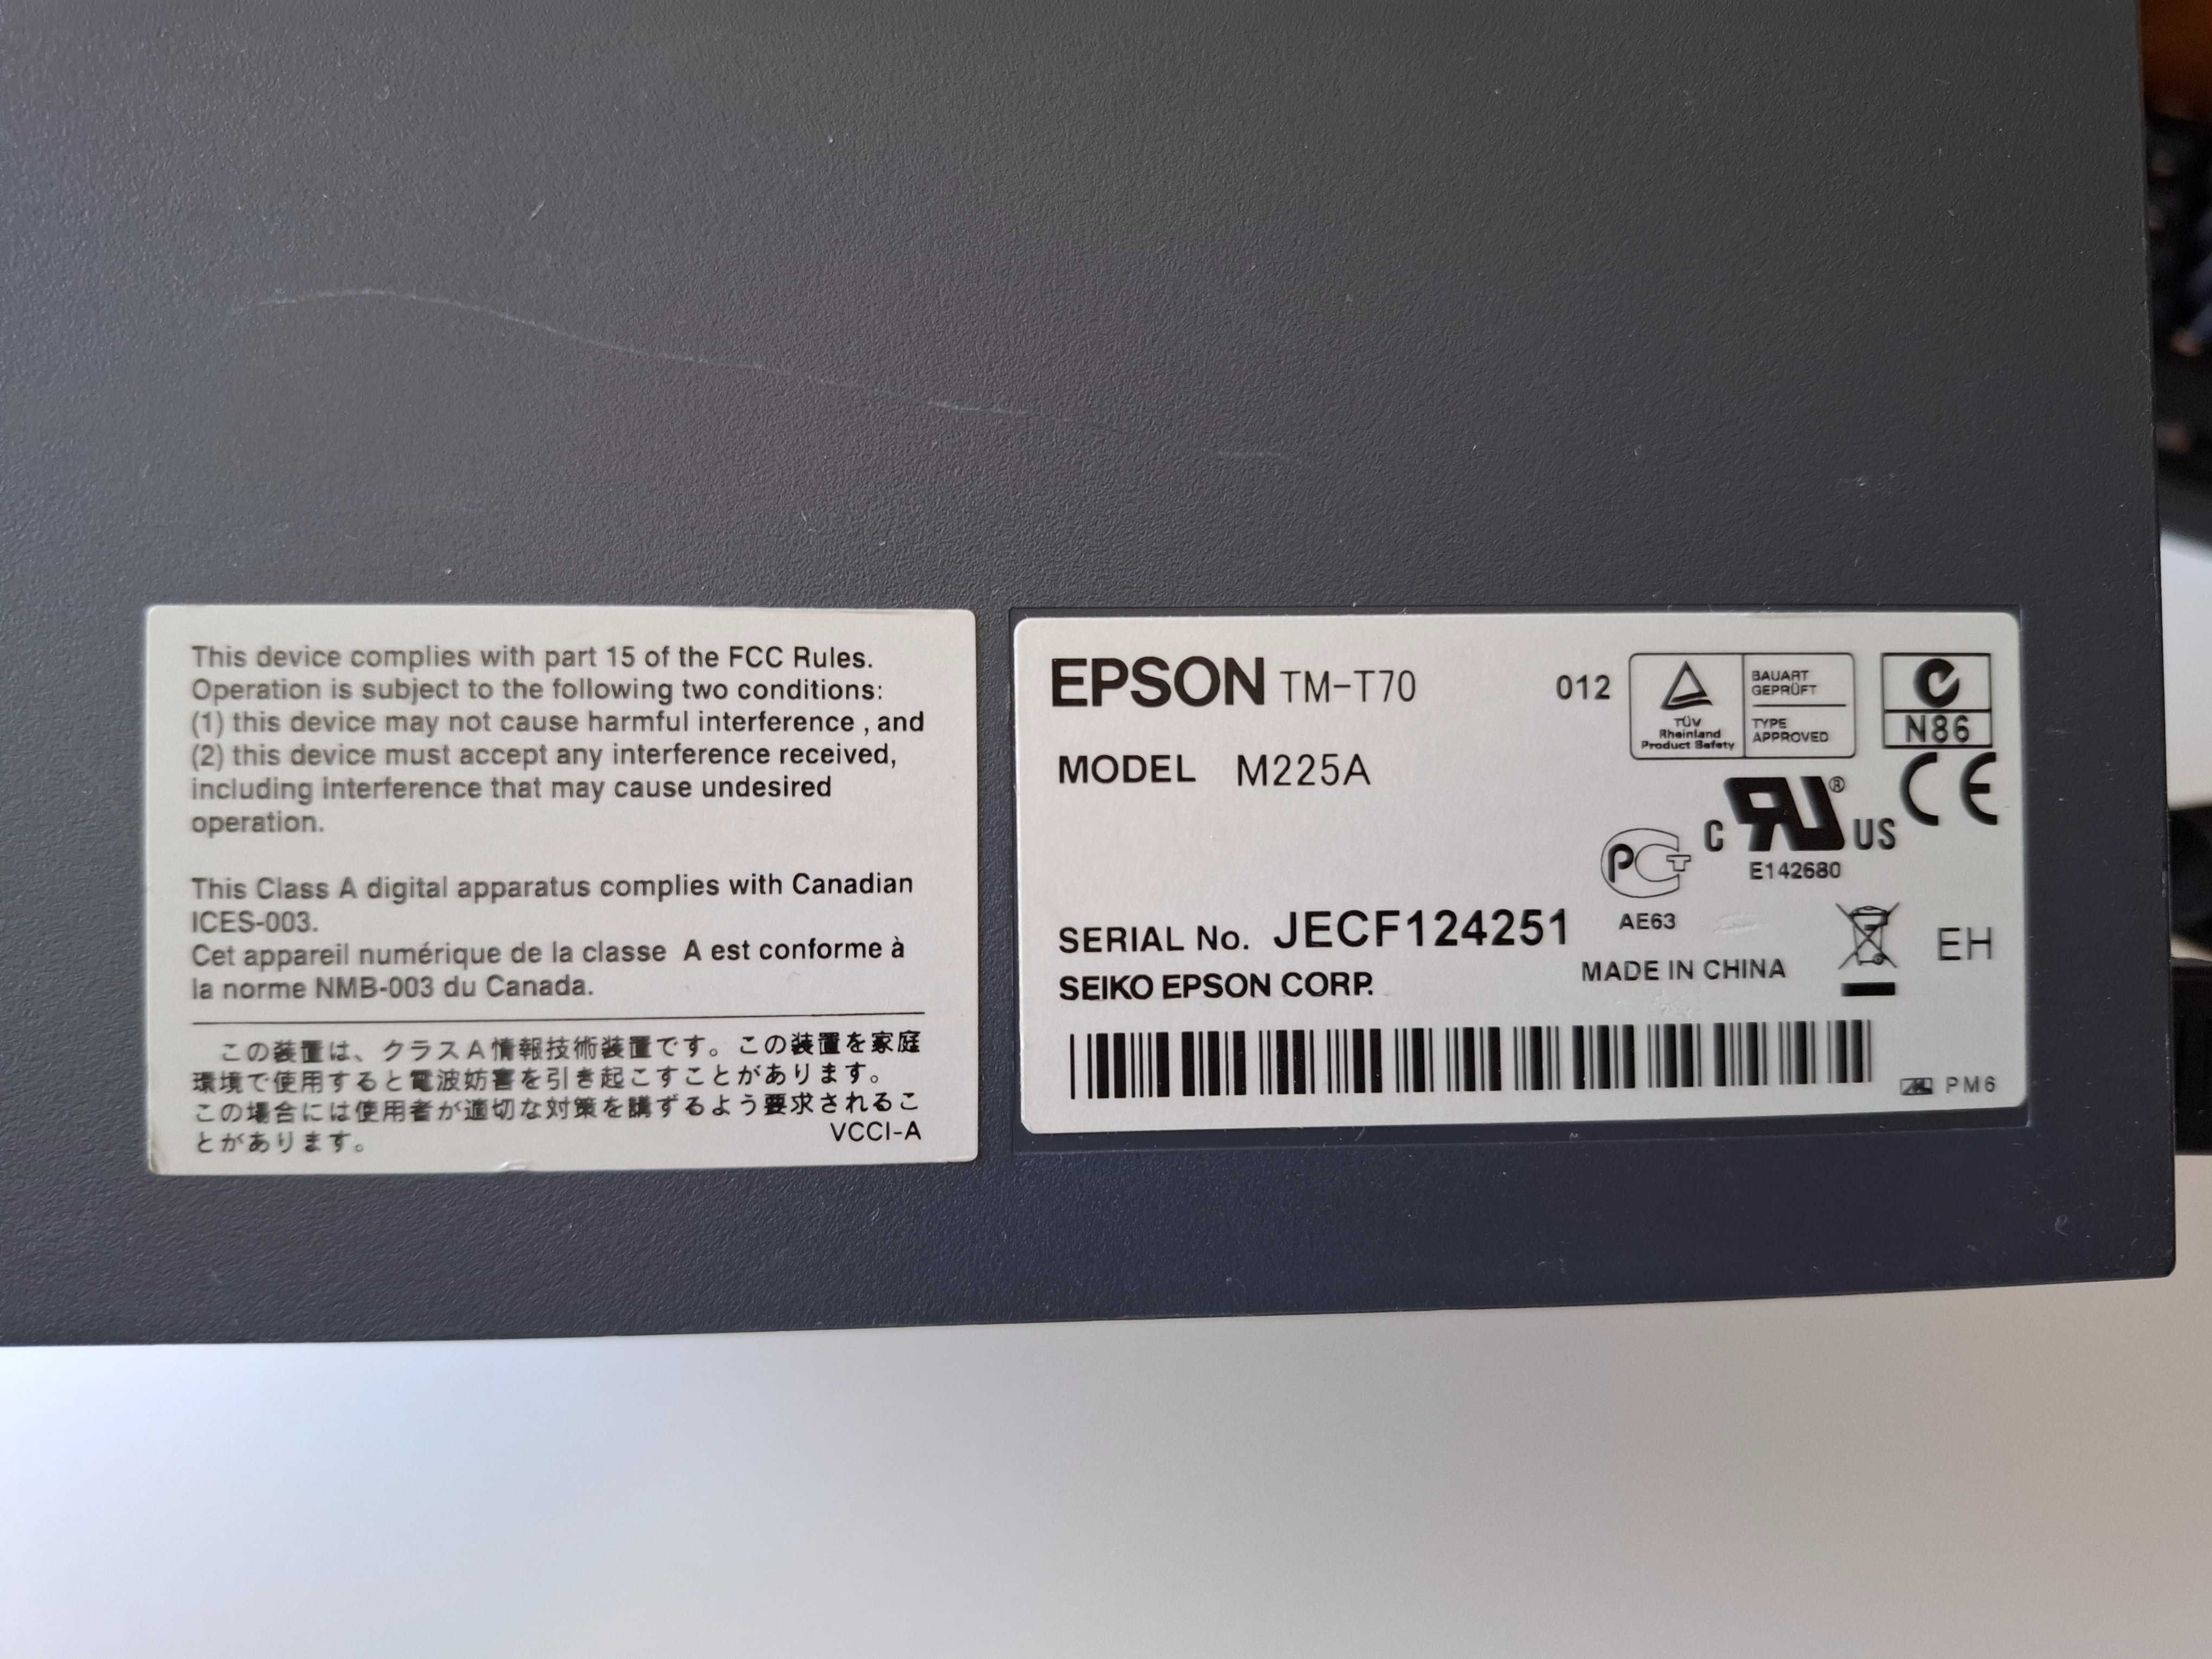 This device complies with part 15 of the FCC Rules.
Operation is subject to the following two conditions:
(1) this device may not cause harmful interference , and
(2) this device must accept any interference received,
including interference that may cause undesired
operation.
This Class A digital apparatus complies with Canadian
ICES-003.
Cet appareil numérique de la classe A est conforme à
la norme NMB-003 du Canada.
この装置は、クラスA情報技術装置です。この装置を家庭
環境で使用すると電波妨害を引き起こすことがあります。
この場合には使用者が適切な対策を講ずるよう要求されるこ
とがあります。
VCCI-A
EPSON TM-T70
012
TÜV
Rheinland
Product Safety
BAUART
GEPRÜFT
TYPE
APPROVED
N86
MODEL M225A
CE
C RU® US
E142680
PCT
AE63
SERIAL No. JECF124251
SEIKO EPSON CORP.
MADE IN CHINA
EH
PM6